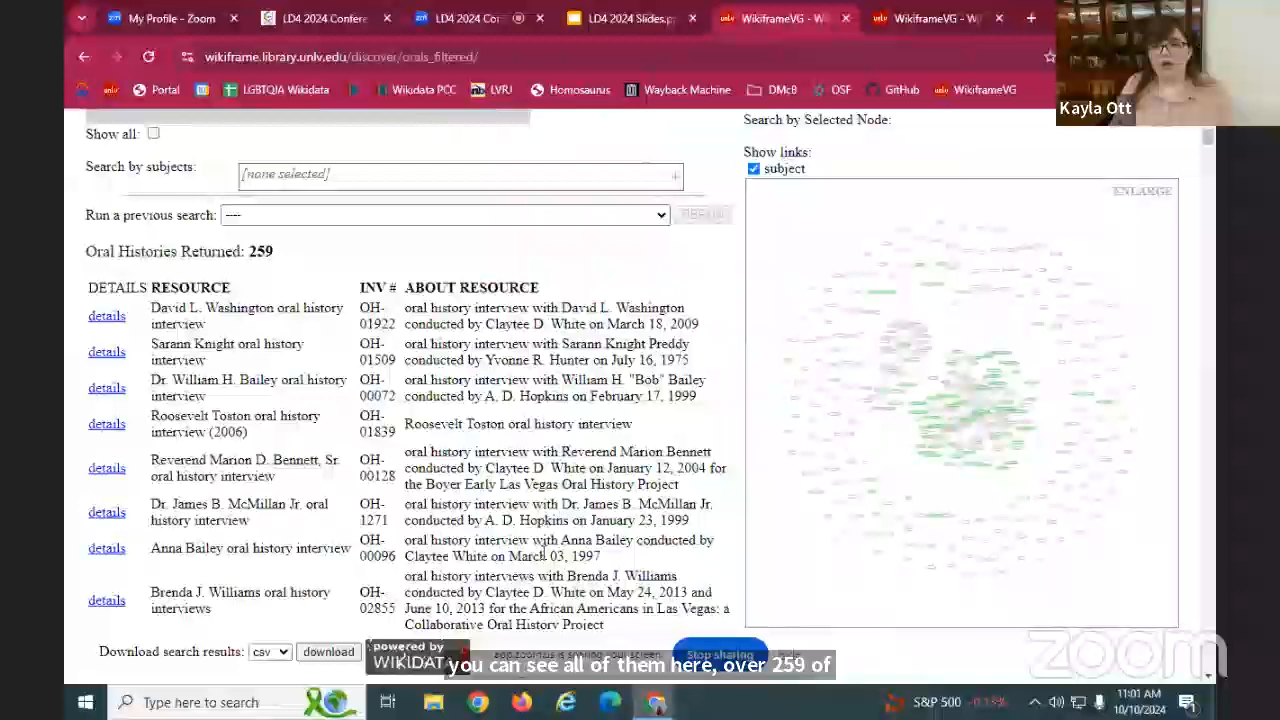 My Profile - Zoom
LD4 2024 Confere
LD4 2024 Cor
LD4 2024 Slides.p
WikiframeVG - W
WikiframeVG - W
wikiframe.library.unlv.edu/discover/orals_filtered/
Portal
LGBTQIA Wikidata
Wikidata PCC
LVRJ
Homosaurus
Wayback Machine
DMcB
OSF
GitHub
WikiframeVG
Kayla Ott
Show all:
Search by subjects:
[none selected]
+
Run a previous search:
----
Oral Histories Returned: 259
DETAILS RESOURCE INV # ABOUT RESOURCE
details
David L. Washington oral history
interview
OH-
01922
oral history interview with David L. Washington
conducted by Claytee D. White on March 18, 2009
details
Sarann Knight oral history
interview
OH-
01509
oral history interview with Sarann Knight Preddy
conducted by Yvonne R. Hunter on July 16, 1975
details
Dr. William H. Bailey oral history
interview
OH-
00072
oral history interview with William H. "Bob" Bailey
conducted by A. D. Hopkins on February 17, 1999
details
Roosevelt Toston oral history
interview (2006)
OH-
01839
Roosevelt Toston oral history interview
details
Reverend Marion D. Bennett, Sr.
oral history interview
OH-
00128
oral history interview with Reverend Marion Bennett
conducted by Claytee D. White on January 12, 2004 for
the Boyer Early Las Vegas Oral History Project
details
Dr. James B. McMillan Jr. oral
history interview
OH-
1271
oral history interview with Dr. James B. McMillan Jr.
conducted by A. D. Hopkins on January 23, 1999
details
Anna Bailey oral history interview
OH-
00096
oral history interview with Anna Bailey conducted by
Claytee White on March 03, 1997
details
Brenda J. Williams oral history
interviews
OH-
02855
oral history interviews with Brenda J. Williams
conducted by Claytee D. White on May 24, 2013 and
June 10, 2013 for the African Americans in Las Vegas: a
Collaborative Oral History Project
Search by Selected Node:
Show links:
subject
ENLARGE
Download search results:
csv
download
powered by
WIKIDAT
Stop sharing
you can see all of them here, over 259 of
zoom
Type here to search
S&P 500 -0.15%
11:01 AM
10/10/2024